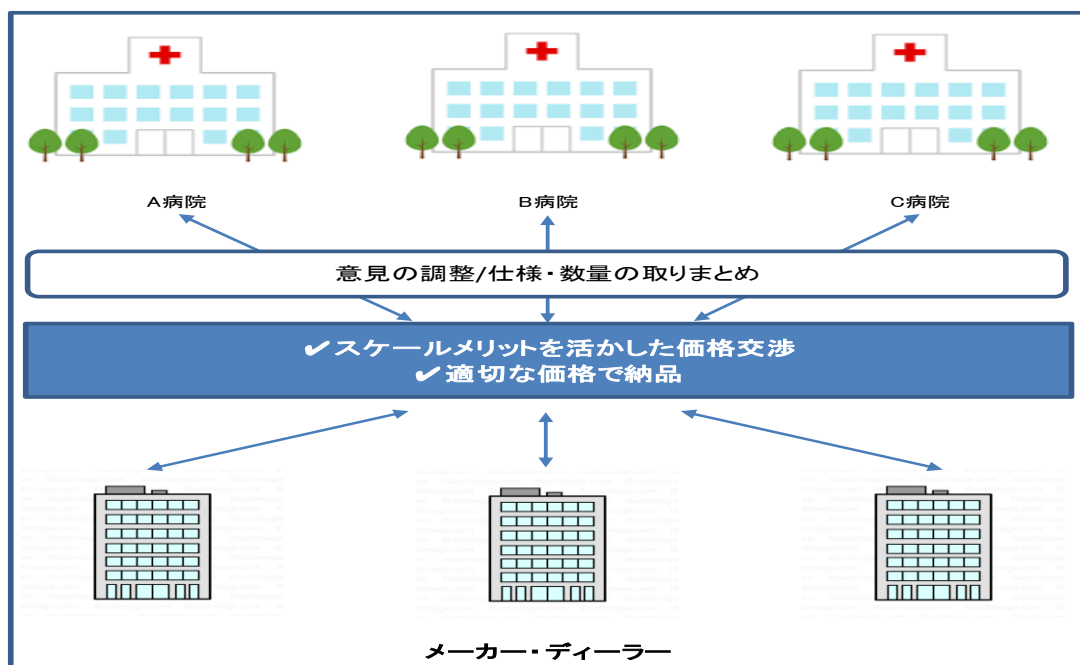 A病院
B病院
C病院
意見の調整/仕様・数量の取りまとめ
✔スケールメリットを活かした価格交渉
✔適切な価格で納品
メーカー・ディーラー